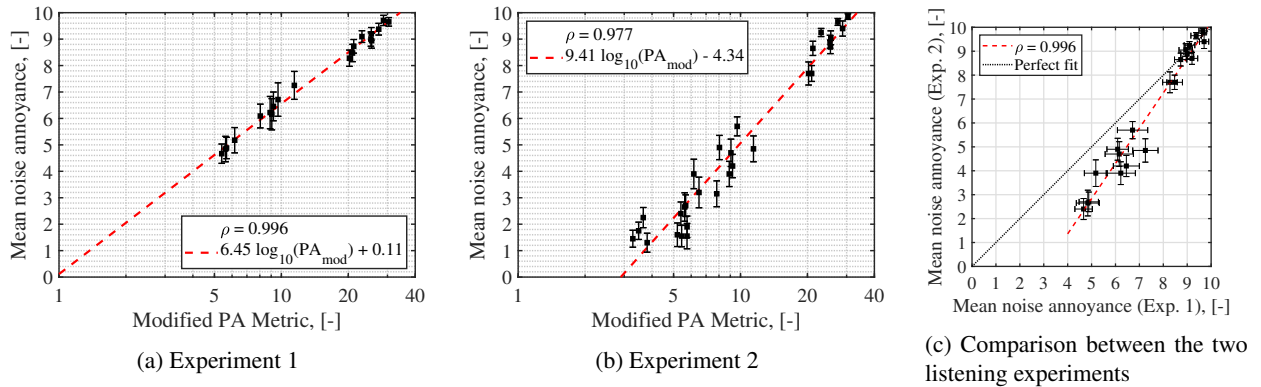 Mean noise annoyance, [-]
10
9
8
7
6
5
4
3
2
1
0
ρ = 0.996
6.45 log10(PAmod) + 0.11
1
5
10
20
40
Modified PA Metric, [-]
(a) Experiment 1
Mean noise annoyance, [-]
10
9
8
7
6
5
4
3
2
1
0
ρ = 0.977
9.41 log10(PAmod) − 4.34
1
5
10
20
40
Modified PA Metric, [-]
(b) Experiment 2
Mean noise annoyance (Exp. 2), [-]
10
9
8
7
6
5
4
3
2
1
0
ρ = 0.996
Perfect fit
0 1 2 3 4 5 6 7 8 9 10
Mean noise annoyance (Exp. 1), [-]
(c) Comparison between the two
listening experiments